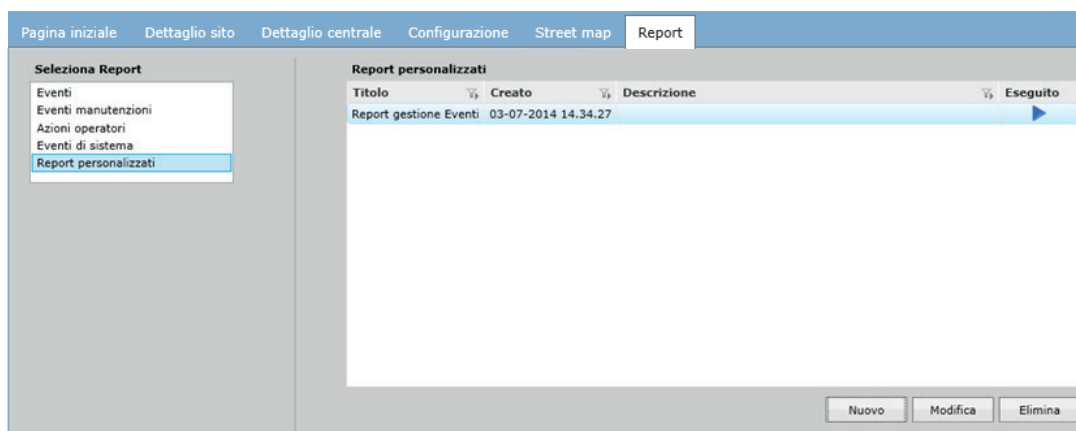 Pagina iniziale Dettaglio sito Dettaglio centrale Configurazione Street map Report
Seleziona Report
Eventi
Eventi manutenzioni
Azioni operatori
Eventi di sistema
Report personalizzati
Report personalizzati
Titolo Creato Descrizione Eseguito
Report gestione Eventi 03-07-2014 14.34.27
Nuovo Modifica Elimina